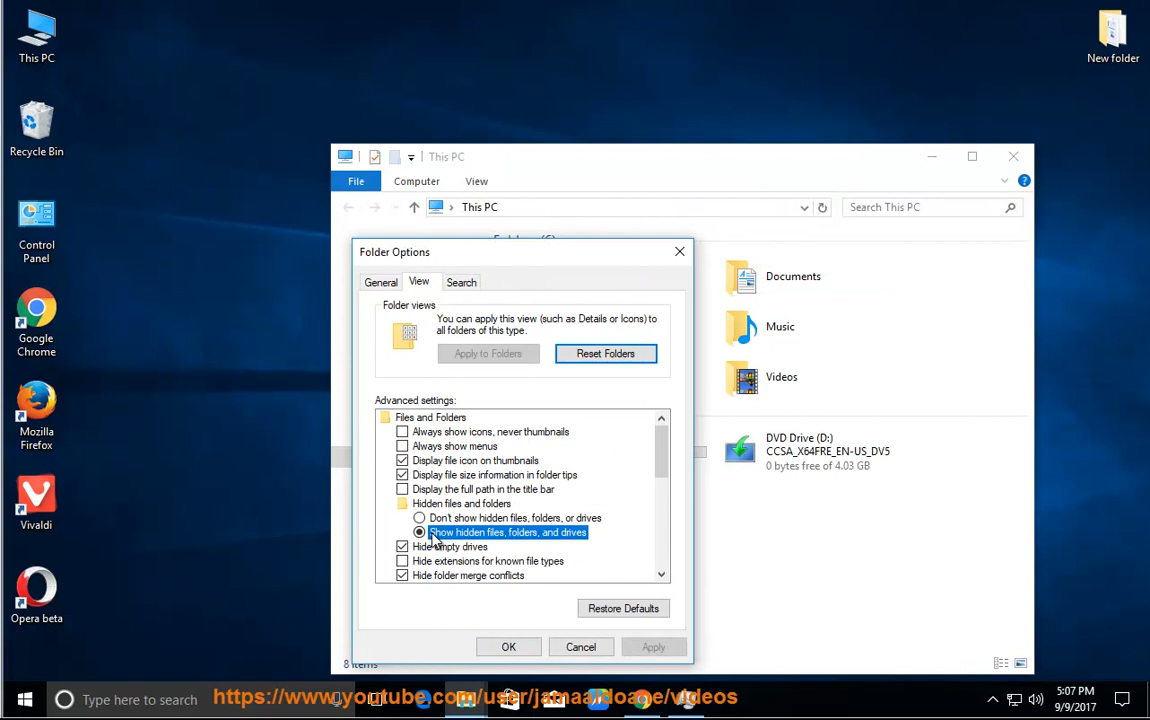 This PC
Recycle Bin
Control
Panel
Google
Chrome
Mozilla
Firefox
Vivaldi
Opera beta
New folder
This PC
File
Computer
View
This PC
Search This PC
Folder Options
General
View
Search
Folder views
You can apply this view (such as Details or Icons) to
all folders of this type.
Apply to Folders
Reset Folders
Advanced settings:
Files and Folders
Always show icons, never thumbnails
Always show menus
Display file icon on thumbnails
Display file size information in folder tips
Display the full path in the title bar
Hidden files and folders
Don't show hidden files, folders, or drives
Show hidden files, folders, and drives
Hide empty drives
Hide extensions for known file types
Hide folder merge conflicts
Restore Defaults
OK
Cancel
Apply
Documents
Music
Videos
DVD Drive (D:)
CCSA_X64FRE_EN-US_DV5
0 bytes free of 4.03 GB
8 items
Type here to search
5:07 PM
9/9/2017